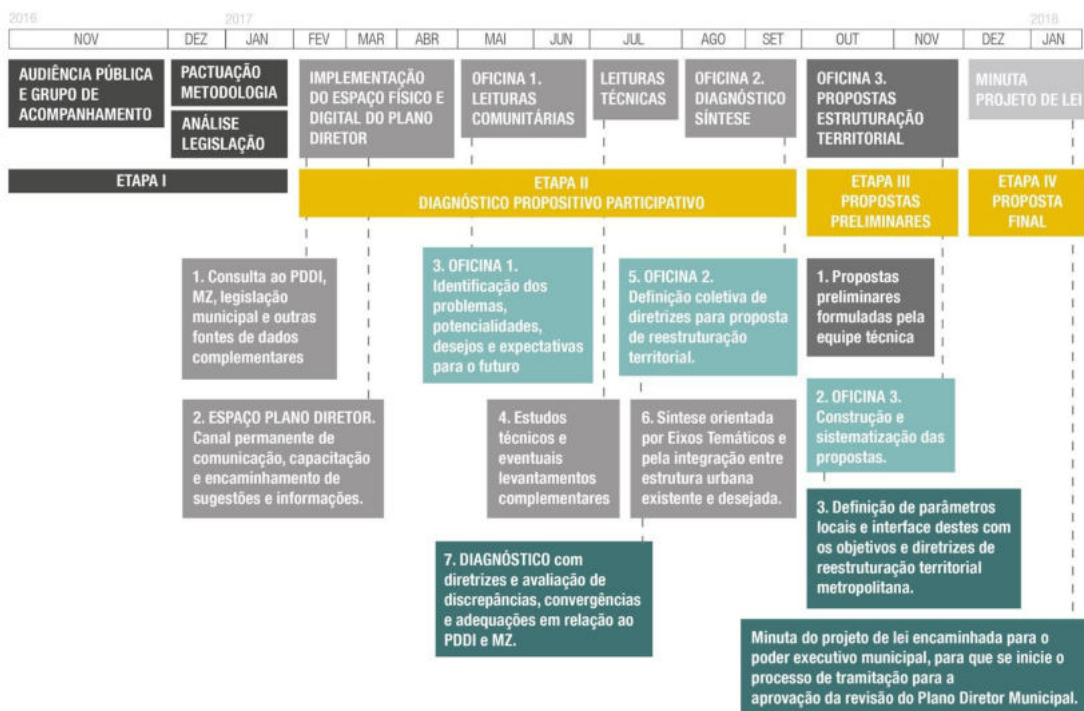 2016
2017
2018
NOV
DEZ
JAN
FEV
MAR
ABR
MAI
JUN
JUL
AGO
SET
OUT
NOV
DEZ
JAN
AUDIÊNCIA PÚBLICA
E GRUPO DE
ACOMPANHAMENTO
PACTUAÇÃO
METODOLOGIA
ANÁLISE
LEGISLAÇÃO
IMPLEMENTAÇÃO
DO ESPAÇO FÍSICO E
DIGITAL DO PLANO
DIRETOR
OFICINA 1.
LEITURAS
COMUNITÁRIAS
LEITURAS
TÉCNICAS
OFICINA 2.
DIAGNÓSTICO
SÍNTESE
OFICINA 3.
PROPOSTAS
ESTRUTURAÇÃO
TERRITORIAL
MINUTA
PROJETO DE LEI
ETAPA I
ETAPA II
DIAGNÓSTICO PROPOSITIVO PARTICIPATIVO
ETAPA III
PROPOSTAS
PRELIMINARES
ETAPA IV
PROPOSTA
FINAL
1. Consulta ao PDDI,
MZ, legislação
municipal e outras
fontes de dados
complementares
3. OFICINA 1.
Identificação dos
problemas,
potencialidades,
desejos e expectativas
para o futuro
5. OFICINA 2.
Definição coletiva de
diretrizes para proposta
de reestruturação
territorial.
1. Propostas
preliminares
formuladas pela
equipe técnica
2. ESPAÇO PLANO DIRETOR.
Canal permanente de
comunicação, capacitação
e encaminhamento de
sugestões e informações.
4. Estudos
técnicos e
eventuais
levantamentos
complementares
6. Síntese orientada
por Eixos Temáticos e
pela integração entre
estrutura urbana
existente e desejada.
2. OFICINA 3.
Construção e
sistematização das
propostas.
3. Definição de parâmetros
locais e interface destes com
os objetivos e diretrizes de
reestruturação territorial
metropolitana.
7. DIAGNÓSTICO com
diretrizes e avaliação de
discrepâncias, convergências
e adequações em relação ao
PDDI e MZ.
Minuta do projeto de lei encaminhada para o
poder executivo municipal, para que se inicie o
processo de tramitação para a
aprovação da revisão do Plano Diretor Municipal.